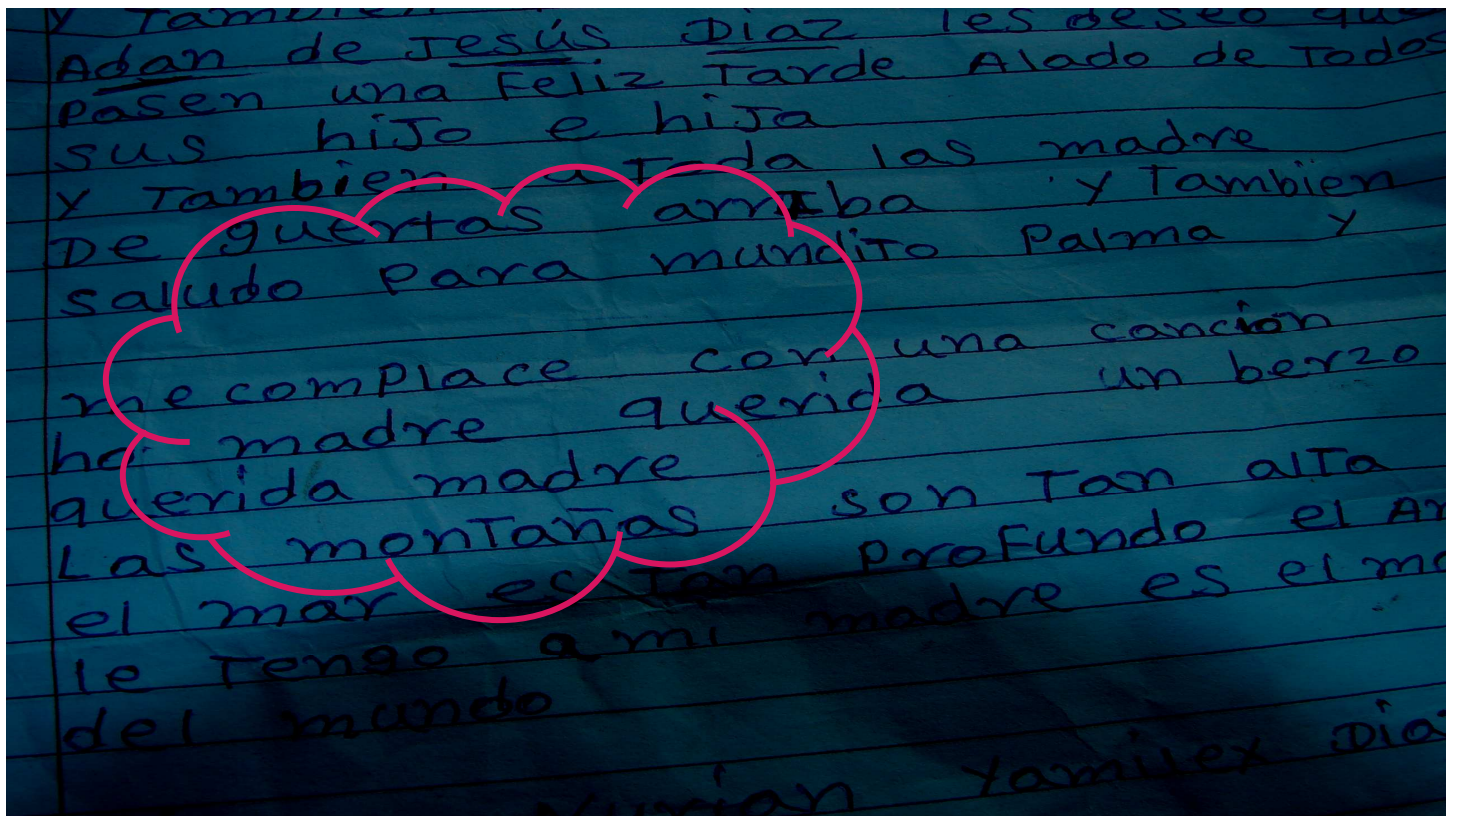 y Tambien les deseo que
Adan de Jesús Diaz
Pasen una Feliz Tarde Alado de Todos
sus hiJo e hiJa
y Tambien a Toda las madre
De guertas arriba y Tambien
saludo Para mundito Palma y
me comPlace con una canción
ha madre querida un berzo
querida madre
Las monTañas son Tan alTa
el mar es Tan ProFundo el Am
le Tengo a mi madre es el mo
del mundo
Yamilex Dia